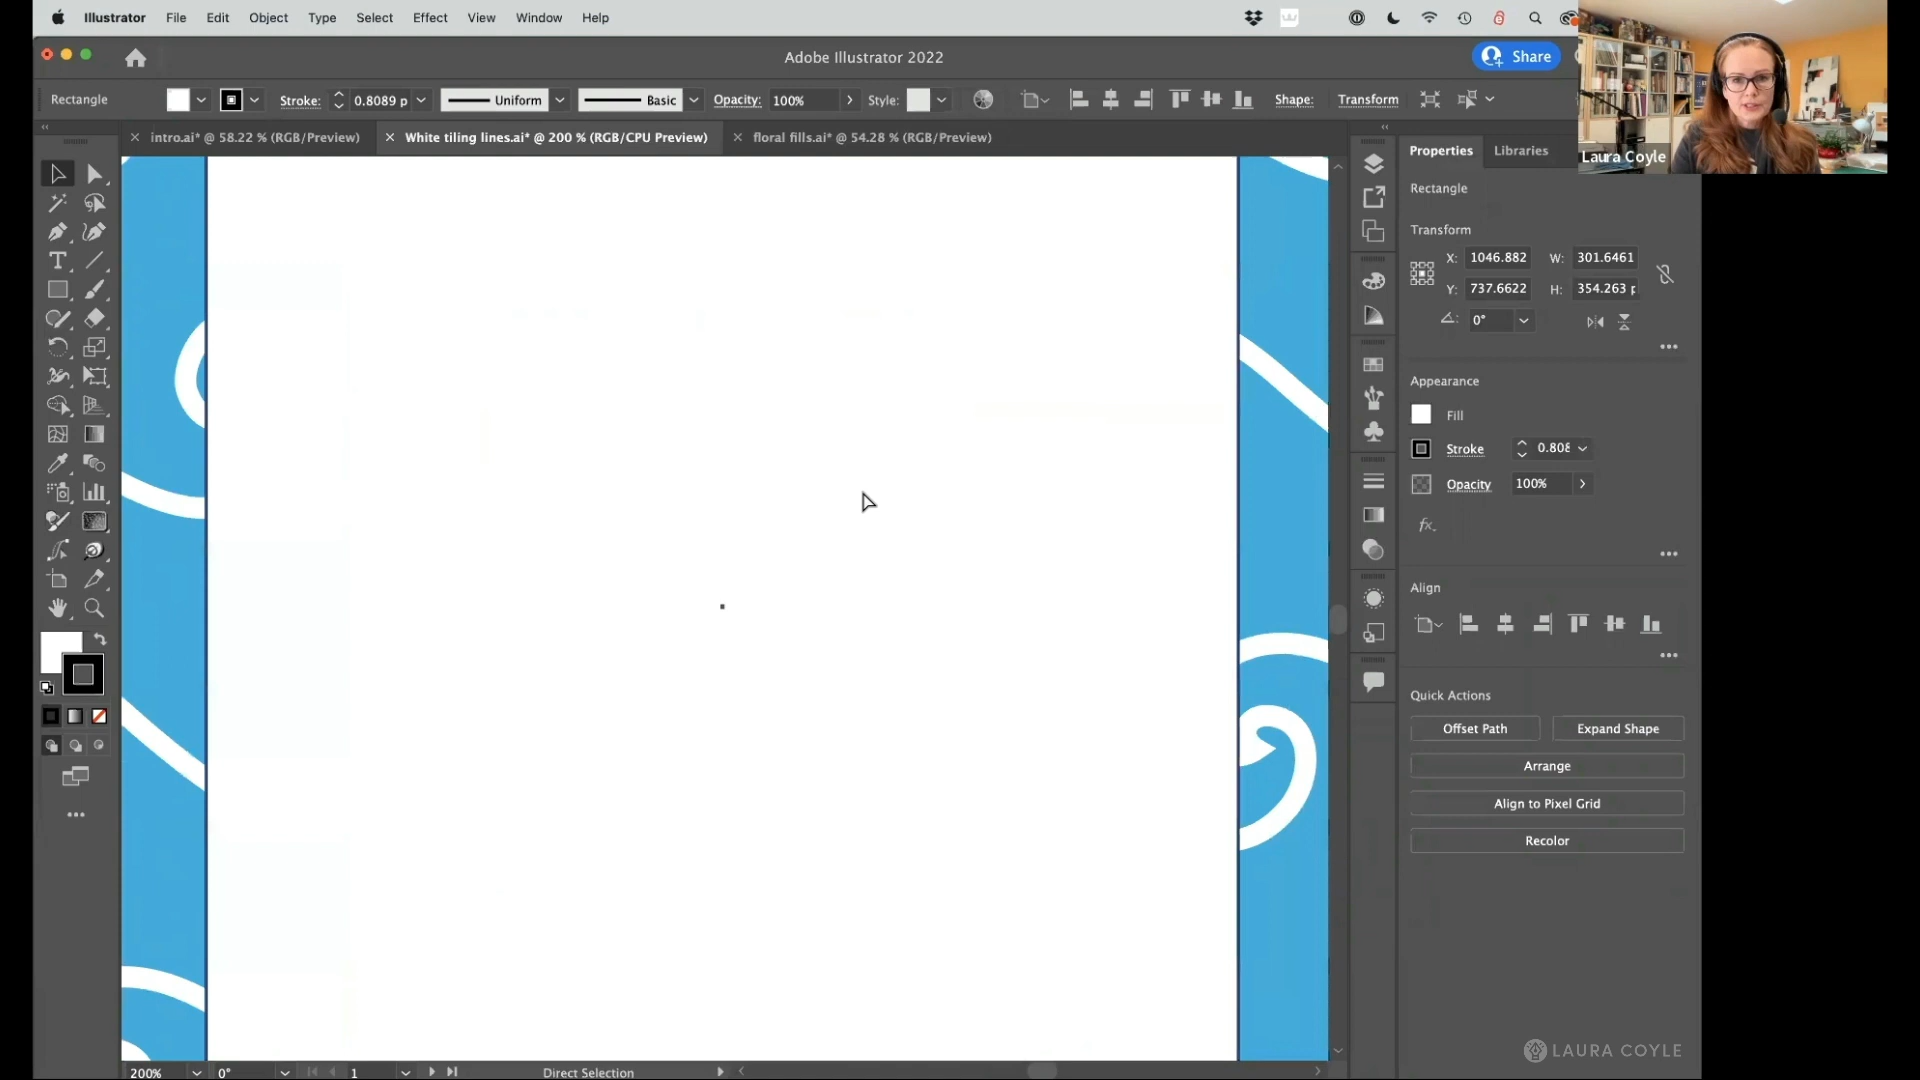 Illustrator File Edit Object Type Select Effect View Window Help
Adobe Illustrator 2022
Share
Rectangle Stroke: 0.8089 p Uniform Basic Opacity: 100% Style: Shape: Transform
intro.ai* @ 58.22 % (RGB/Preview) White tiling lines.ai* @ 200 % (RGB/CPU Preview) floral fills.ai* @ 54.28 % (RGB/Preview)
Laura Coyle
Properties Libraries
Rectangle
Transform
X: 1046.882 W: 301.6461
Y: 737.6622 H: 354.263 p
0°
Appearance
Fill
Stroke 0.808
Opacity 100%
fx.
Align
Quick Actions
Offset Path Expand Shape
Arrange
Align to Pixel Grid
Recolor
LAURA COYLE
200% 0° 1 Direct Selection